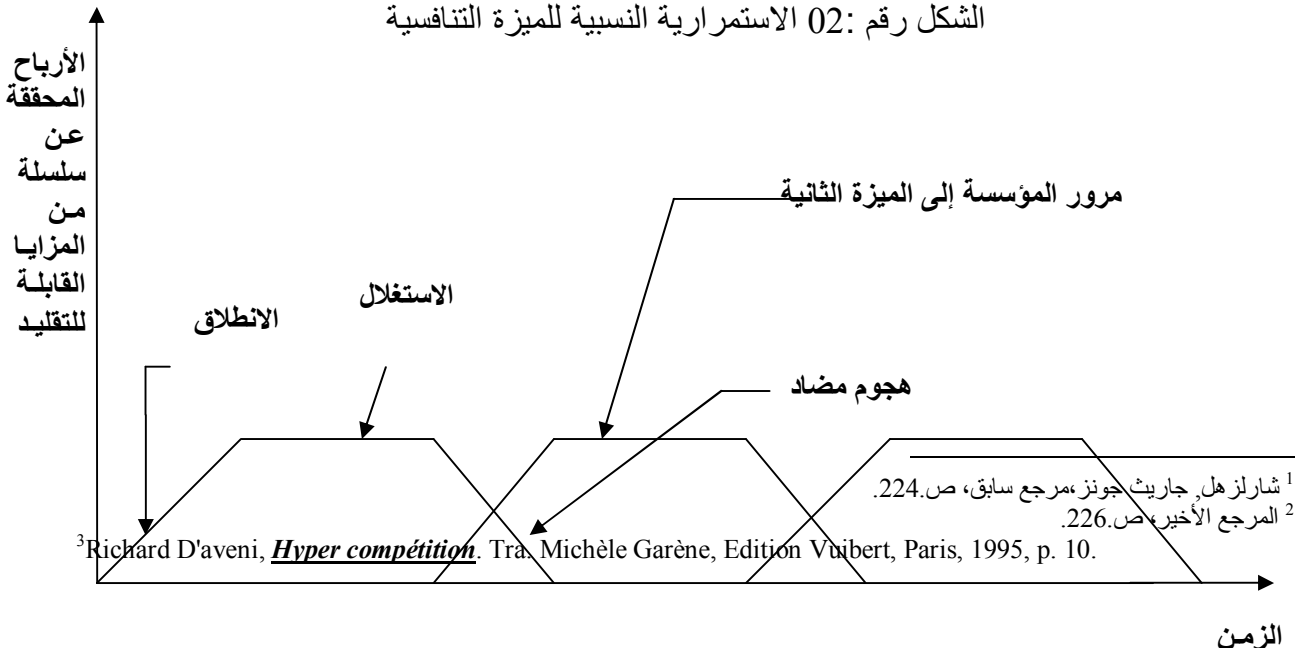 الشكل رقم :02 الاستمرارية النسبية للميزة التنافسية
الأرباح
المحققة
عن
سلسلة
من
المزايا
القابلة
للتقليد
مرور المؤسسة إلى الميزة الثانية
الاستغلال
الانطلاق
هجوم مضاد
1 شارلز هل, جاريث جونز،مرجع سابق، ص.224.
2 المرجع الأخير، ص.226.
3Richard D'aveni, Hyper compétition. Tra. Michèle Garène, Edition Vuibert, Paris, 1995, p. 10.
الزمن